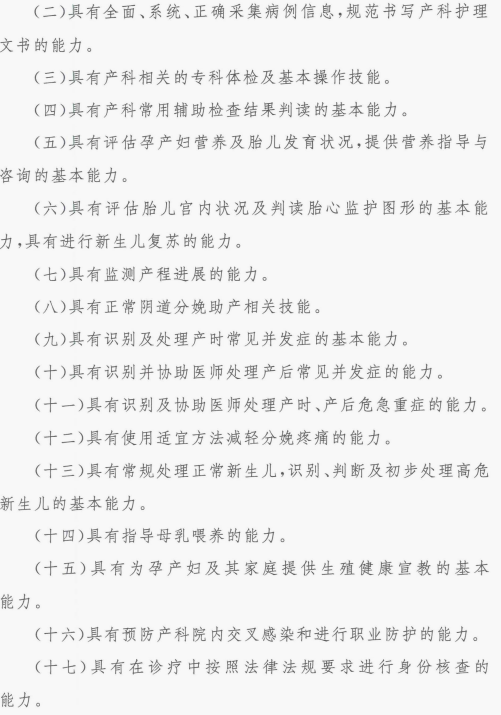 (二)具有全面、系统、正确采集病例信息,规范书写产科护理
文书的能力。
(三)具有产科相关的专科体检及基本操作技能。
(四)具有产科常用辅助检查结果判读的基本能力。
(五)具有评估孕产妇营养及胎儿发育状况,提供营养指导与
咨询的基本能力。
(六)具有评估胎儿宫内状况及判读胎心监护图形的基本能
力,具有进行新生儿复苏的能力。
(七)具有监测产程进展的能力。
(八)具有正常阴道分娩助产相关技能。
(九)具有识别及处理产时常见并发症的基本能力。
(十)具有识别并协助医师处理产后常见并发症的能力。
(十一)具有识别及协助医师处理产时、产后危急重症的能力。
(十二)具有使用适宜方法减轻分娩疼痛的能力。
(十三)具有常规处理正常新生儿,识别、判断及初步处理高危
新生儿的基本能力。
(十四)具有指导母乳喂养的能力。
(十五)具有为孕产妇及其家庭提供生殖健康宣教的基本
能力。
(十六)具有预防产科院内交叉感染和进行职业防护的能力。
(十七)具有在诊疗中按照法律法规要求进行身份核查的
能力。